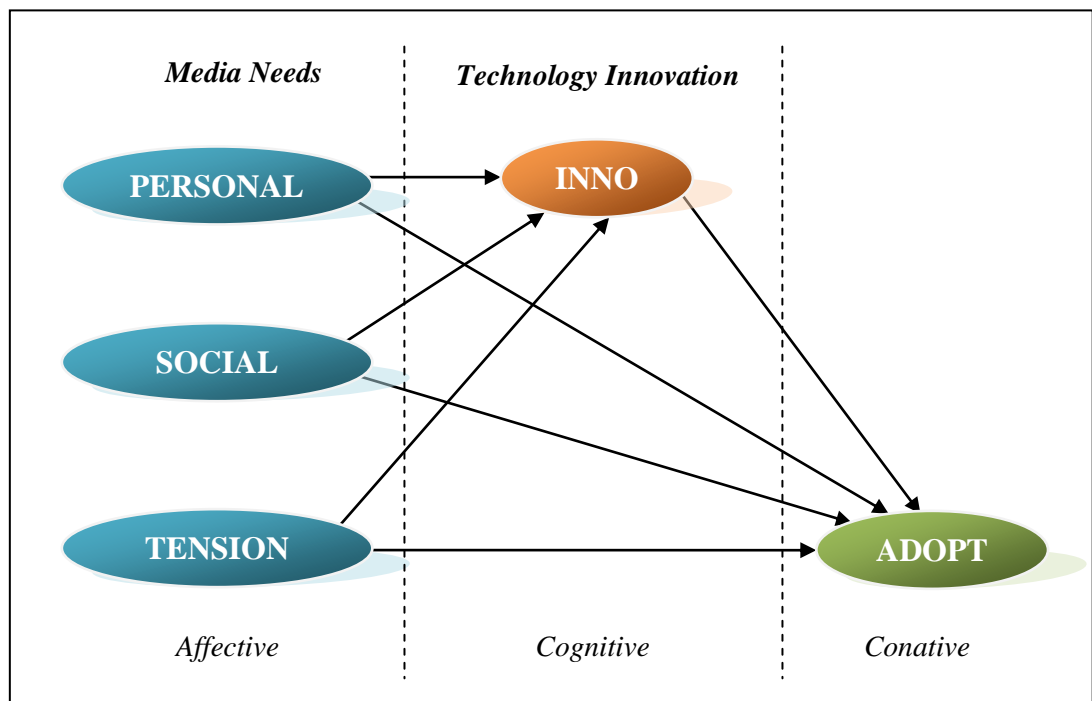 Media Needs
Technology Innovation
PERSONAL
INNO
SOCIAL
TENSION
ADOPT
Affective
Cognitive
Conative